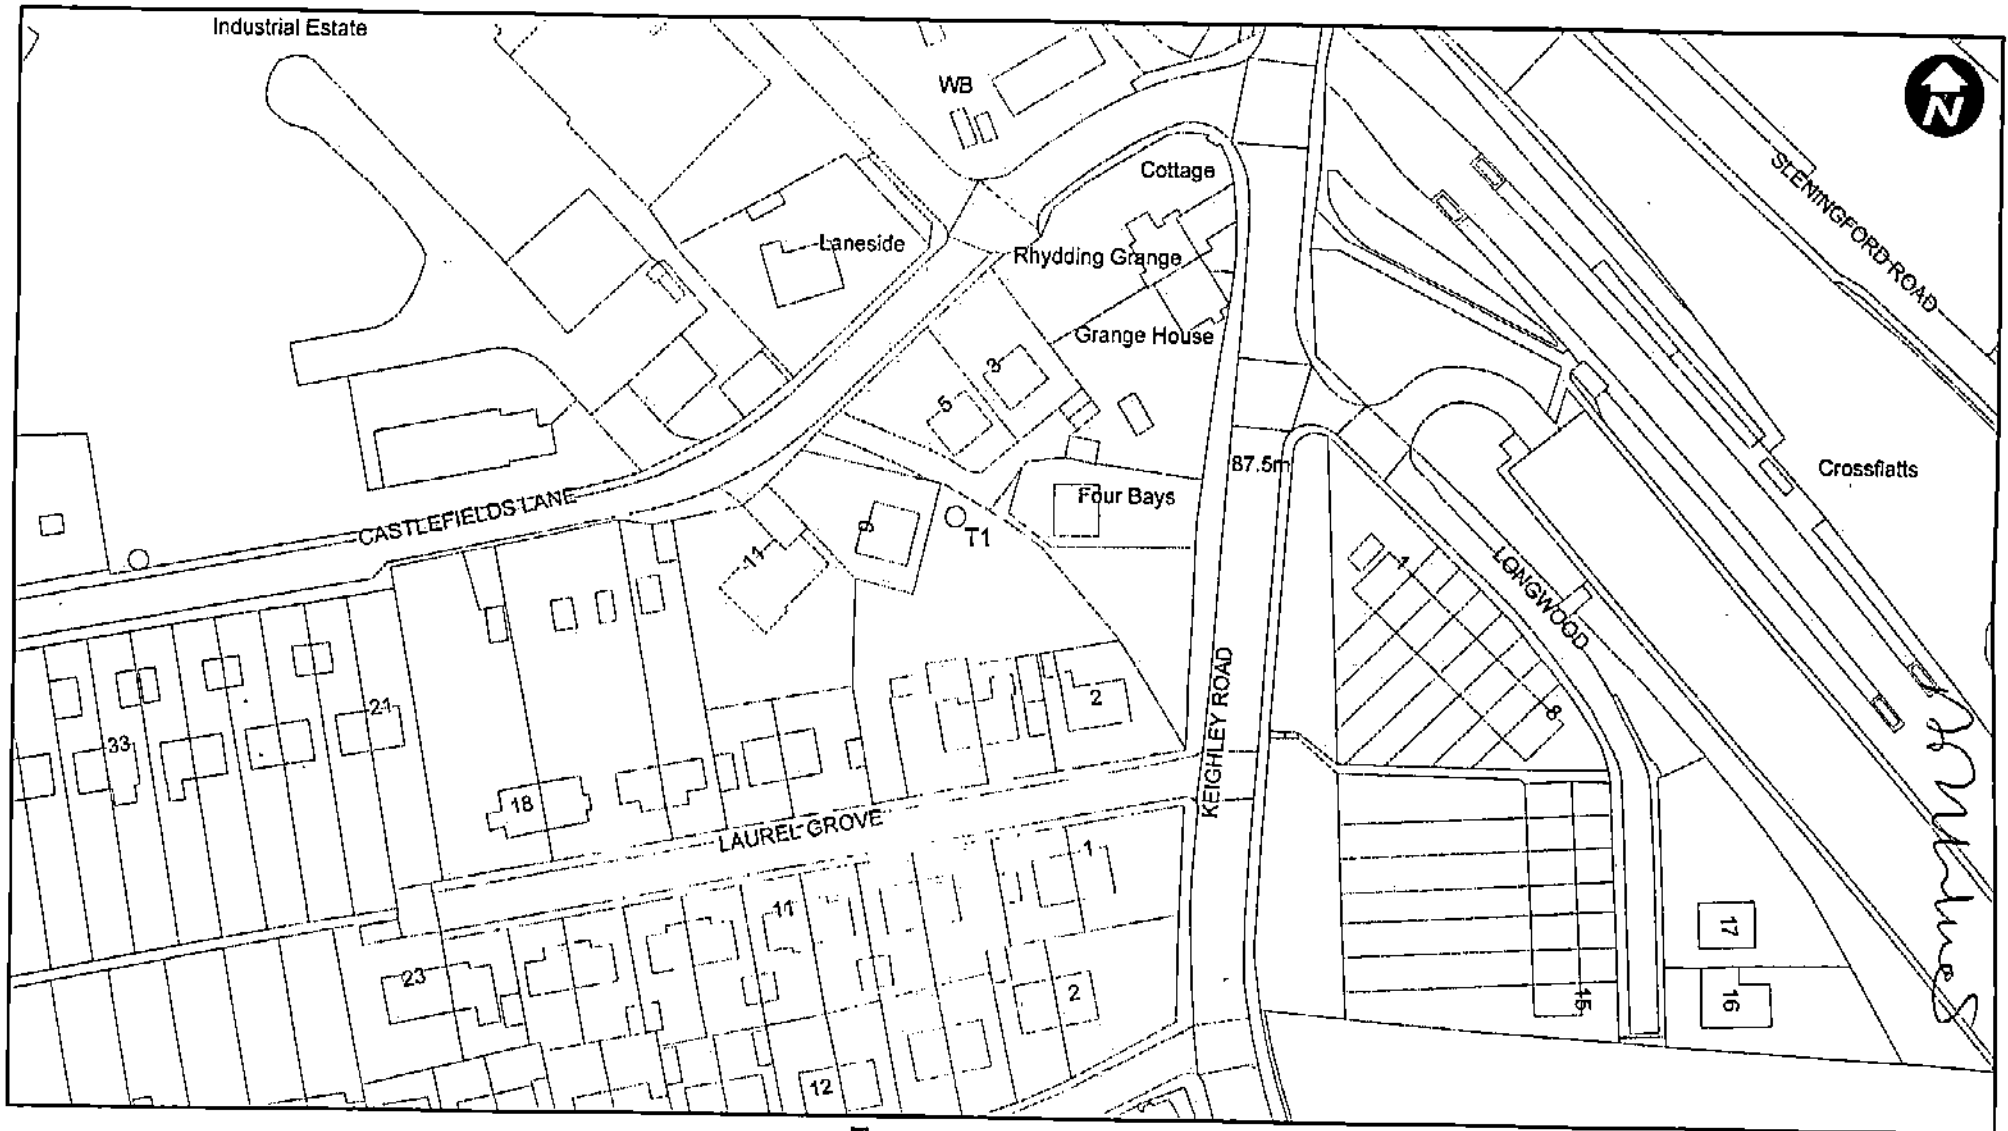 Industrial Estate
N
WB
Cottage
SLENINGFORD ROAD
Laneside
Rhydding Grange
Grange House
3
5
87.5m
Crossflatts
Four Bays
CASTLEFIELDS LANE
9
T1
11
1
LONGWOOD
2
21
8
33
KEIGHLEY ROAD
18
LAUREL GROVE
1
11
17
23
2
15
16
12